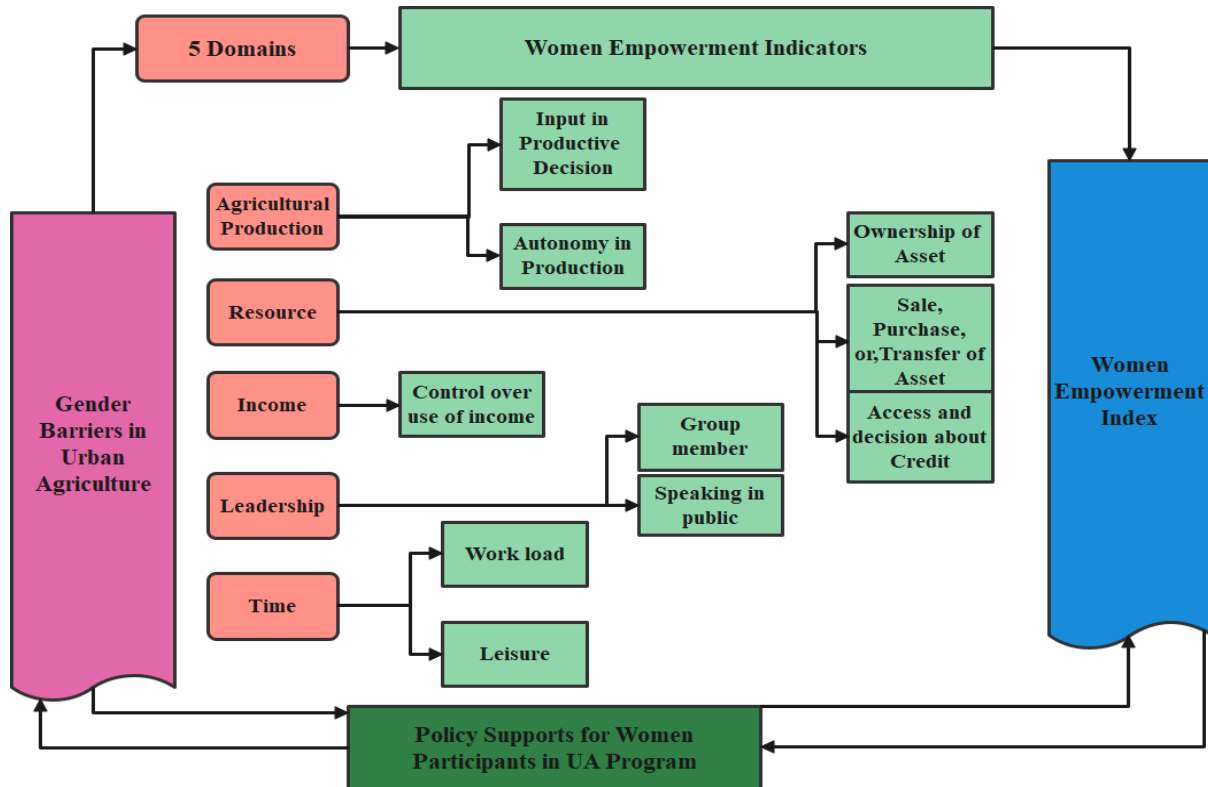 5 Domains
Women Empowerment Indicators
Input in
Productive
Decision
Agricultural
Production
Autonomy in
Production
Ownership of
Asset
Resource
Sale,
Purchase,
or,Transfer of
Asset
Access and
decision about
Credit
Income
Control over
use of income
Group
member
Leadership
Speaking in
public
Work load
Time
Leisure
Gender
Barriers in
Urban
Agriculture
Women
Empowerment
Index
Policy Supports for Women
Participants in UA Program